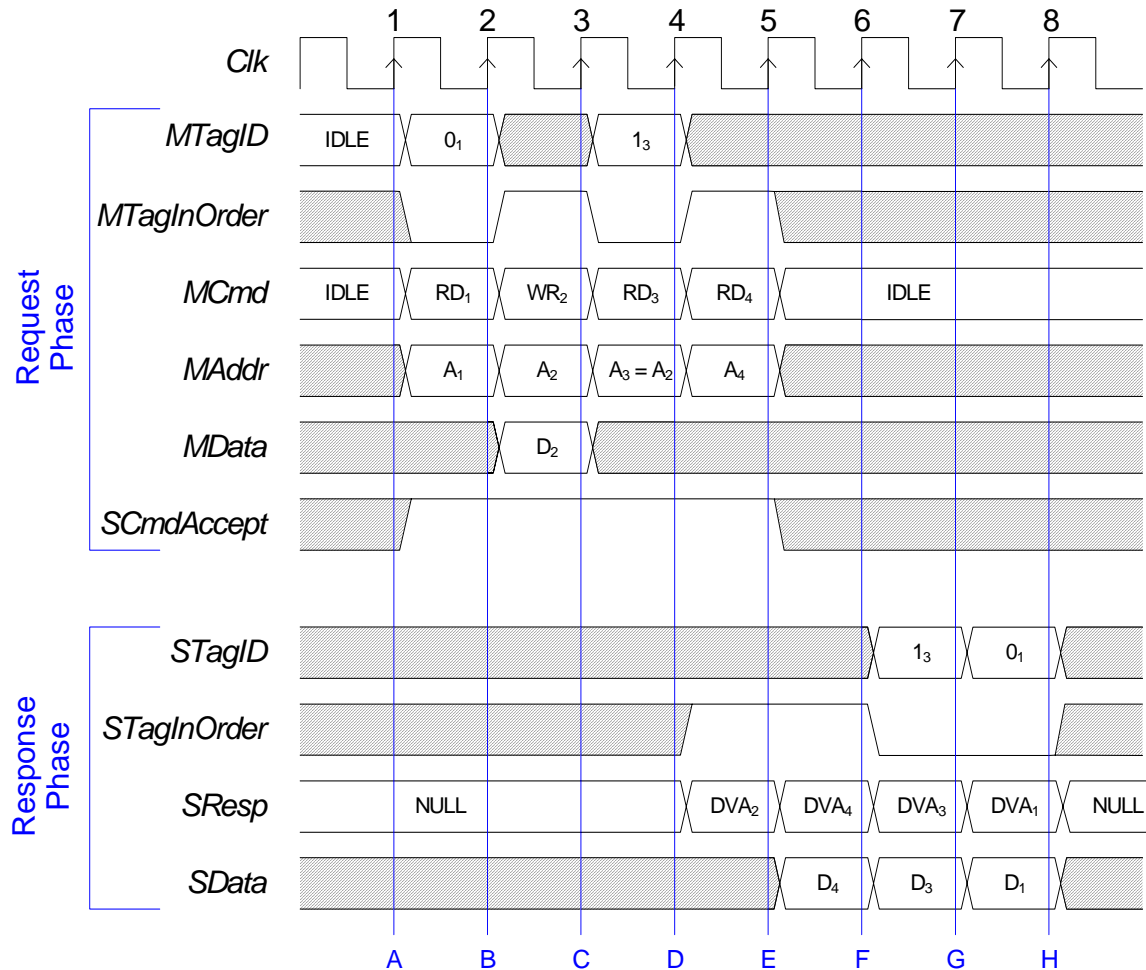 1 2 3 4 5 6 7 8
Clk
Request Phase
MTagID IDLE 0₁ 1₃
MTagInOrder
MCmd IDLE RD₁ WR₂ RD₃ RD₄ IDLE
MAddr A₁ A₂ A₃ = A₂ A₄
MData D₂
SCmdAccept
Response Phase
STagID 1₃ 0₁
STagInOrder
SResp NULL DVA₂ DVA₄ DVA₃ DVA₁ NULL
SData D₄ D₃ D₁
A B C D E F G H